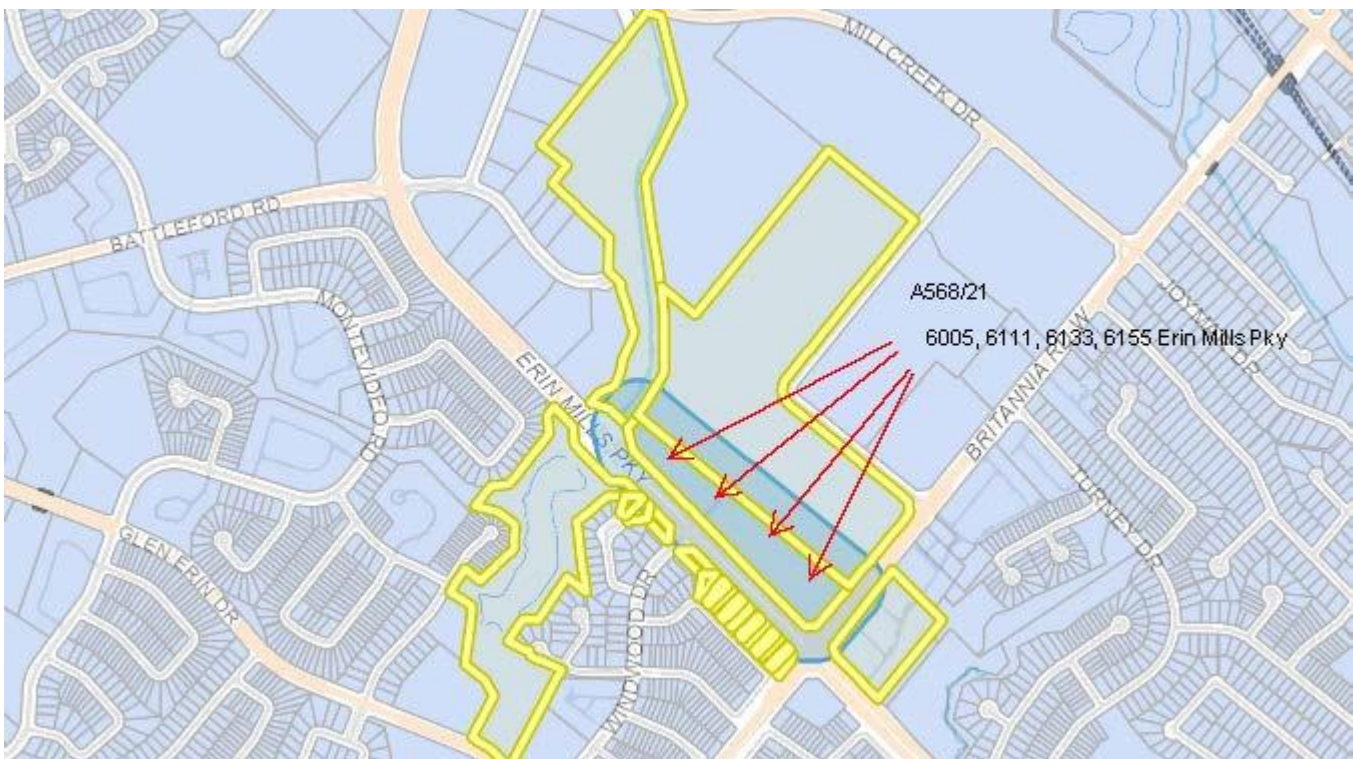 MILLCREEK DR
BATTLEFORD RD
A568/21
MONTEVIDEO RD
JOYMAR DR
6005, 6111, 6133, 6155 Erin Mills Pky
ERIN MILLS PKY
BRITANNIA RD W
TURNEY DR
GLEN ERIN DR
WINDWOOD DR